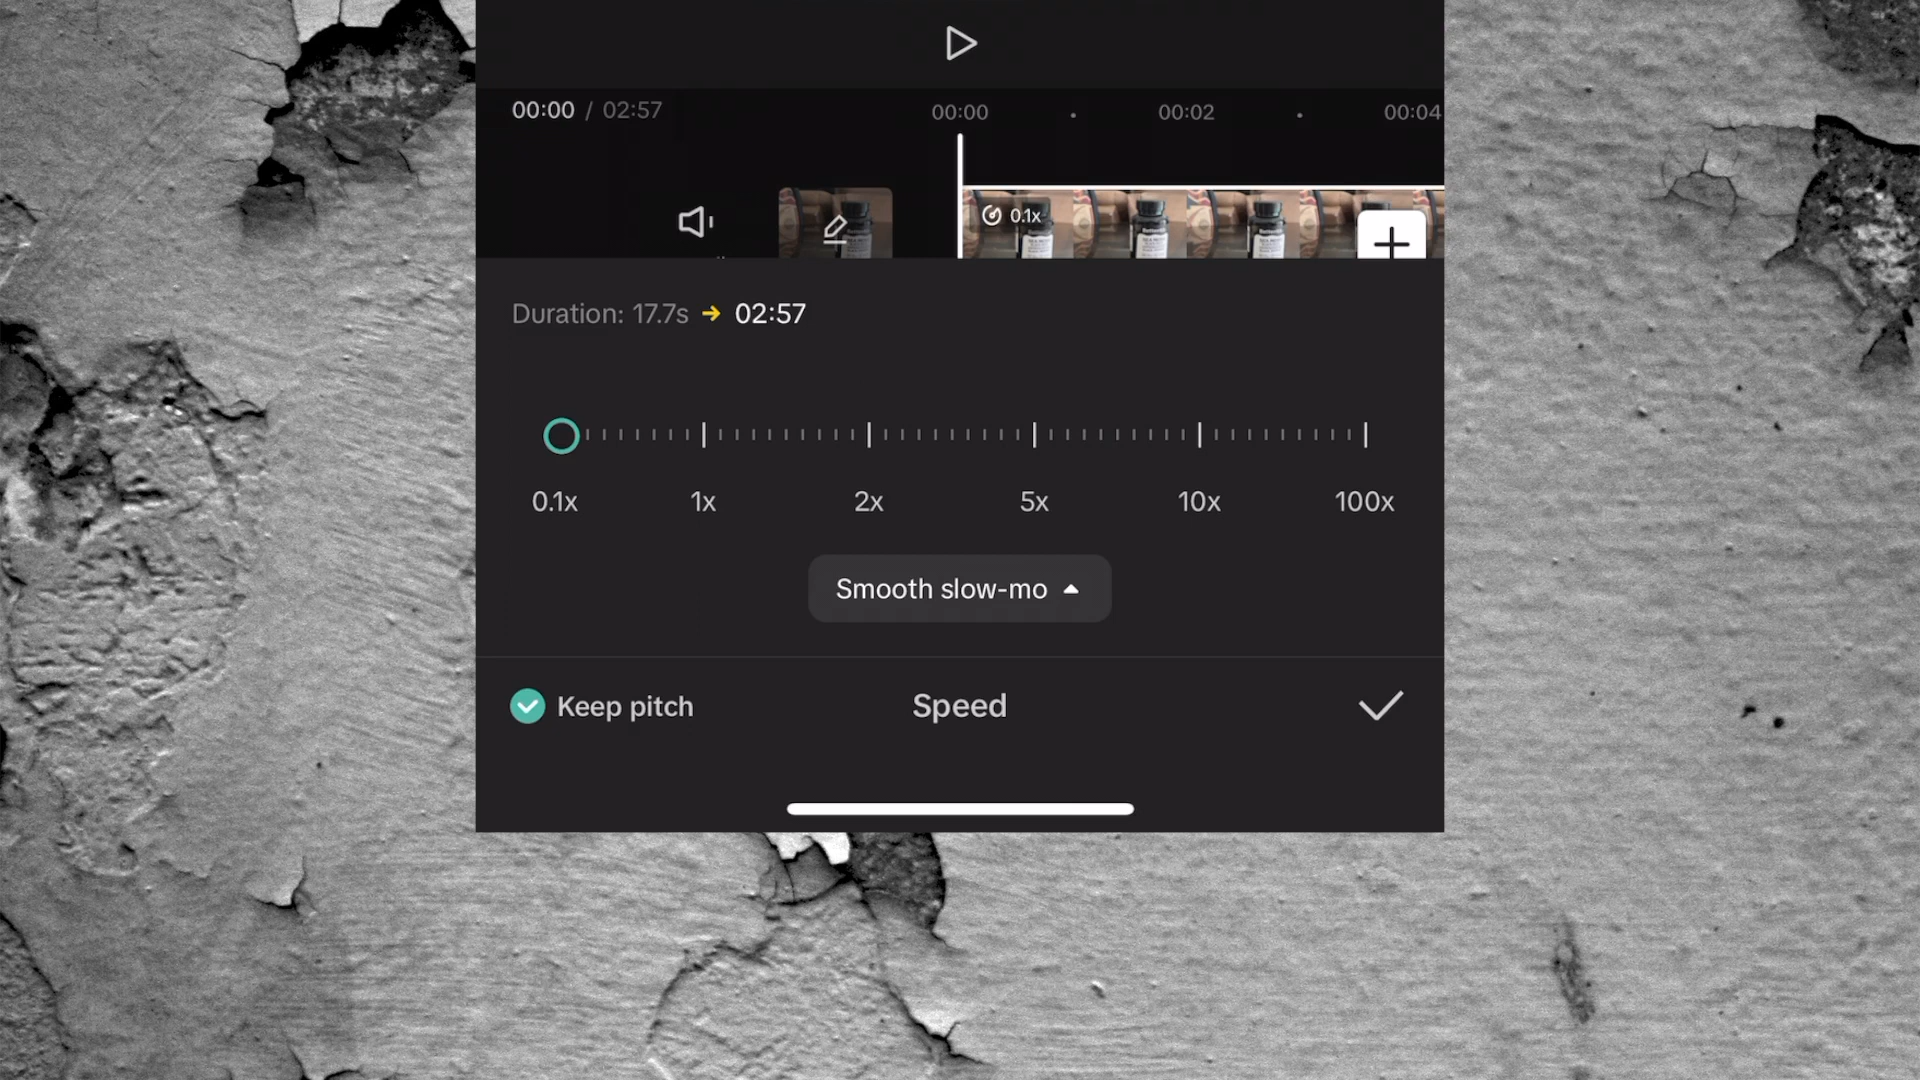 00:00 / 02:57
00:00 00:02 00:04
0.1x
Duration: 17.7s → 02:57
0.1x 1x 2x 5x 10x 100x
Smooth slow-mo
Keep pitch
Speed